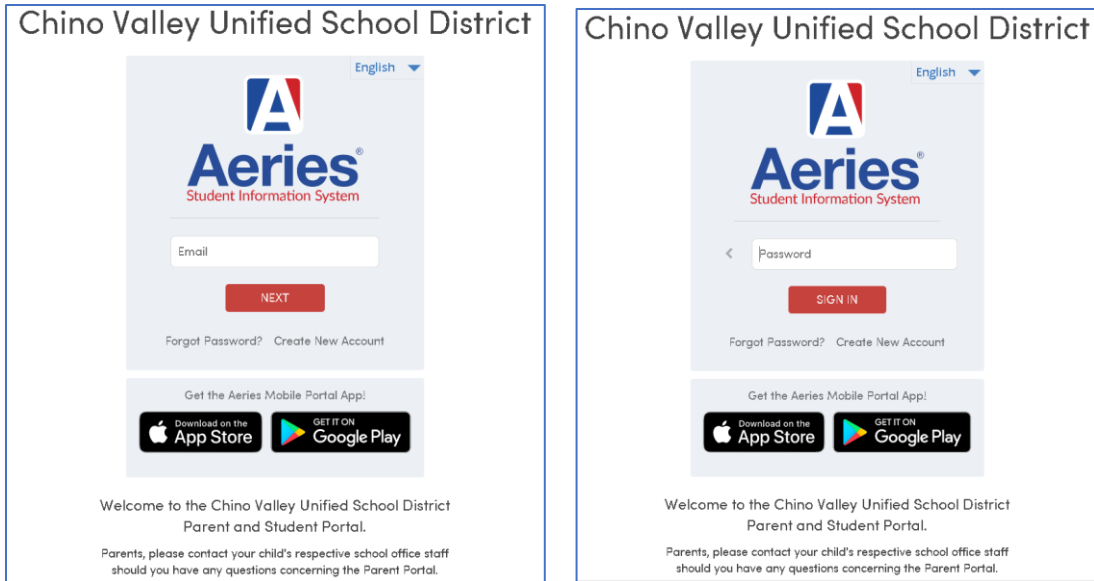 Chino Valley Unified School District
English
Aeries®
Student Information System
Email
NEXT
Forgot Password? Create New Account
Get the Aeries Mobile Portal App!
Download on the App Store
GET IT ON Google Play
Welcome to the Chino Valley Unified School District
Parent and Student Portal.
Parents, please contact your child's respective school office staff
should you have any questions concerning the Parent Portal.
Chino Valley Unified School District
English
Aeries®
Student Information System
Password
SIGN IN
Forgot Password? Create New Account
Get the Aeries Mobile Portal App!
Download on the App Store
GET IT ON Google Play
Welcome to the Chino Valley Unified School District
Parent and Student Portal.
Parents, please contact your child's respective school office staff
should you have any questions concerning the Parent Portal.